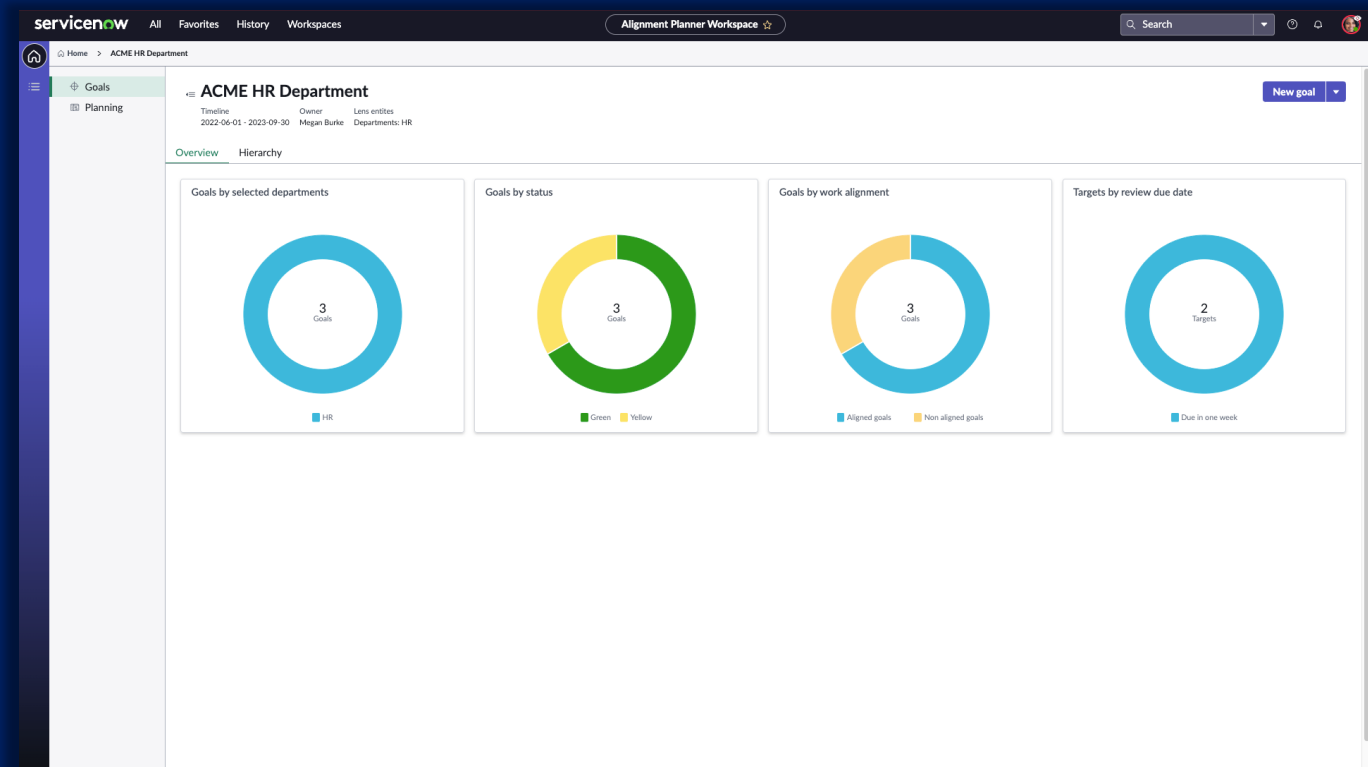 servicenow All Favorites History Workspaces Alignment Planner Workspace Search
Home > ACME HR Department
Goals
Planning
ACME HR Department
New goal
Timeline Owner Lens entites
2022-06-01 - 2023-09-30 Megan Burke Departments: HR
Overview Hierarchy
Goals by selected departments
3
Goals
HR
Goals by status
3
Goals
Green Yellow
Goals by work alignment
3
Goals
Aligned goals Non aligned goals
Targets by review due date
2
Targets
Due in one week